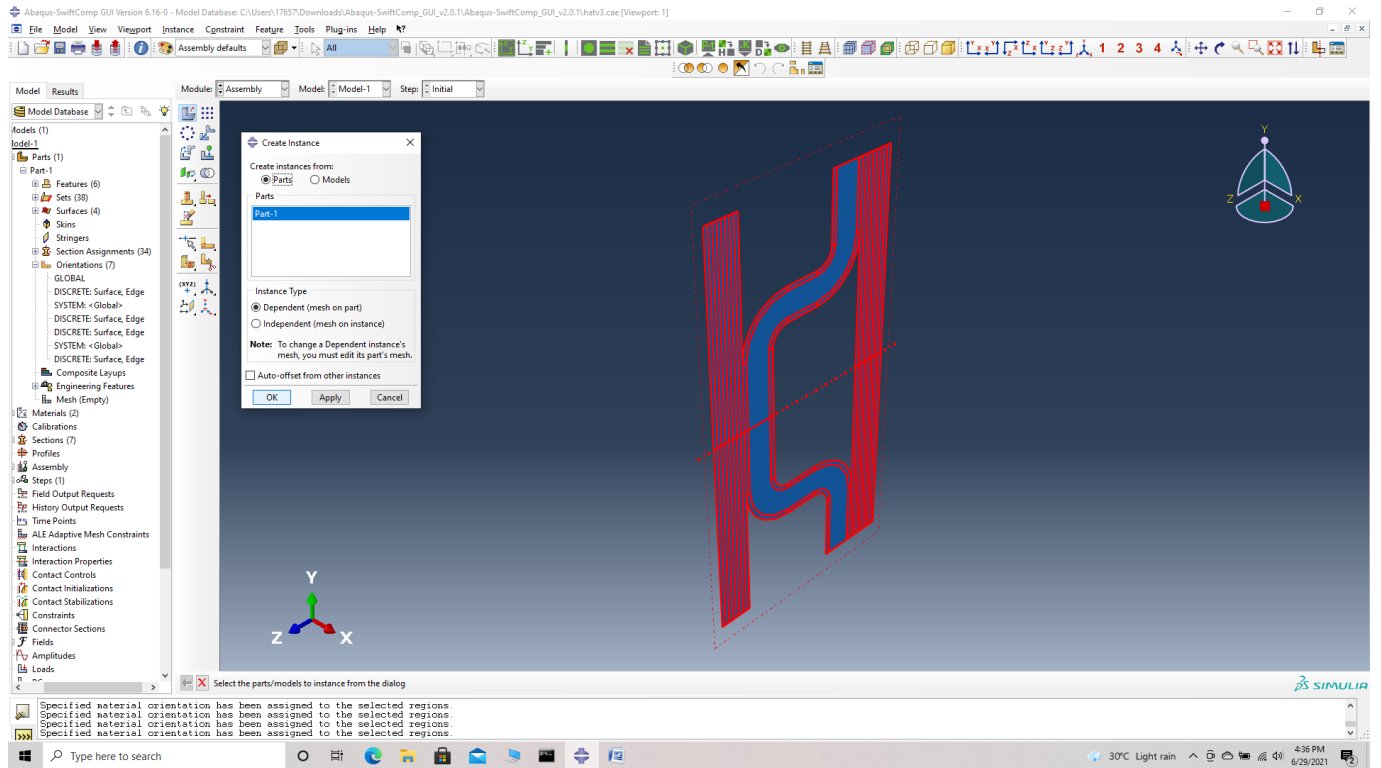 Abaqus-SwiftComp GUI Version 6.16-0 - Model Database: C:\Users\17657\Downloads\Abaqus-SwiftComp_GUI_v2.0.1\Abaqus-SwiftComp_GUI_v2.0.1\hatv3.cae [Viewport: 1]
File Model View Viewport Instance Constraint Feature Tools Plug-ins Help
Assembly defaults All 1 2 3 4
Model Results Module: Assembly Model: Model-1 Step: Initial
Model Database
Models (1)
Model-1
Parts (1)
Part-1
Features (6)
Sets (38)
Surfaces (4)
Skins
Stringers
Section Assignments (34)
Orientations (7)
GLOBAL
DISCRETE: Surface, Edge
SYSTEM: <Global>
DISCRETE: Surface, Edge
DISCRETE: Surface, Edge
SYSTEM: <Global>
DISCRETE: Surface, Edge
Composite Layups
Engineering Features
Mesh (Empty)
Materials (2)
Calibrations
Sections (7)
Profiles
Assembly
Steps (1)
Field Output Requests
History Output Requests
Time Points
ALE Adaptive Mesh Constraints
Interactions
Interaction Properties
Contact Controls
Contact Initializations
Contact Stabilizations
Constraints
Connector Sections
Fields
Amplitudes
Loads
(XYZ)
Create Instance
Create instances from:
Parts Models
Parts
Part-1
Instance Type
Dependent (mesh on part)
Independent (mesh on instance)
Note: To change a Dependent instance's
mesh, you must edit its part's mesh.
Auto-offset from other instances
OK Apply Cancel
Y
Z X
Y
Z X
Select the parts/models to instance from the dialog
SIMULIA
Specified material orientation has been assigned to the selected regions.
Specified material orientation has been assigned to the selected regions.
Specified material orientation has been assigned to the selected regions.
Specified material orientation has been assigned to the selected regions.
>>>
Type here to search
30°C Light rain
4:36 PM
6/29/2021
2